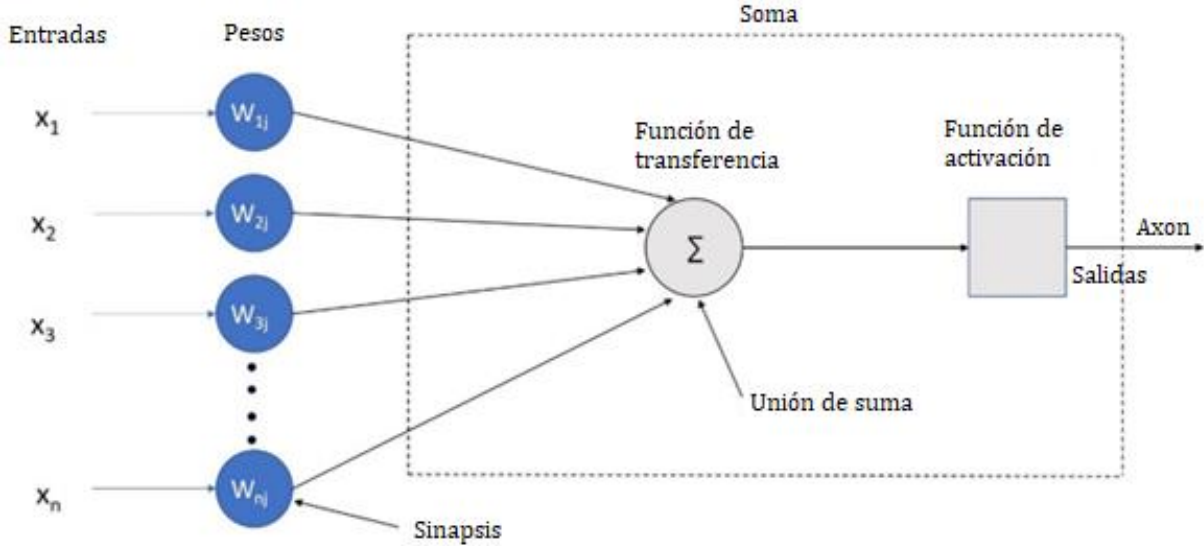 Soma
Entradas
Pesos
x₁
W₁ⱼ
Función de
transferencia
Función de
activación
x₂
W₂ⱼ
Σ
Axon
Salidas
x₃
W₃ⱼ
Unión de suma
xₙ
Wₙⱼ
Sinapsis